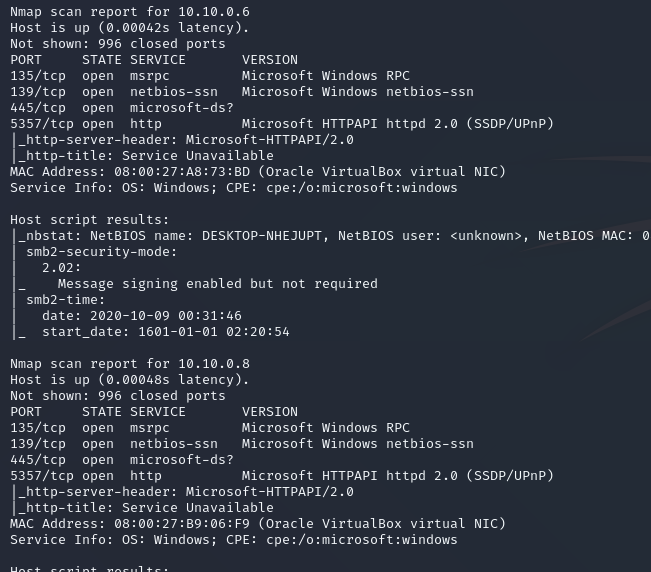 Nmap scan report for 10.10.0.6
Host is up (0.00042s latency).
Not shown: 996 closed ports
PORT     STATE SERVICE       VERSION
135/tcp  open  msrpc         Microsoft Windows RPC
139/tcp  open  netbios-ssn   Microsoft Windows netbios-ssn
445/tcp  open  microsoft-ds?
5357/tcp open  http          Microsoft HTTPAPI httpd 2.0 (SSDP/UPnP)
|_http-server-header: Microsoft-HTTPAPI/2.0
|_http-title: Service Unavailable
MAC Address: 08:00:27:A8:73:BD (Oracle VirtualBox virtual NIC)
Service Info: OS: Windows; CPE: cpe:/o:microsoft:windows

Host script results:
|_nbstat: NetBIOS name: DESKTOP-NHEJUPT, NetBIOS user: <unknown>, NetBIOS MAC: 0
| smb2-security-mode:
|   2.02:
|_    Message signing enabled but not required
| smb2-time:
|   date: 2020-10-09 00:31:46
|_  start_date: 1601-01-01 02:20:54

Nmap scan report for 10.10.0.8
Host is up (0.00048s latency).
Not shown: 996 closed ports
PORT     STATE SERVICE       VERSION
135/tcp  open  msrpc         Microsoft Windows RPC
139/tcp  open  netbios-ssn   Microsoft Windows netbios-ssn
445/tcp  open  microsoft-ds?
5357/tcp open  http          Microsoft HTTPAPI httpd 2.0 (SSDP/UPnP)
|_http-server-header: Microsoft-HTTPAPI/2.0
|_http-title: Service Unavailable
MAC Address: 08:00:27:B9:06:F9 (Oracle VirtualBox virtual NIC)
Service Info: OS: Windows; CPE: cpe:/o:microsoft:windows

Host script results: